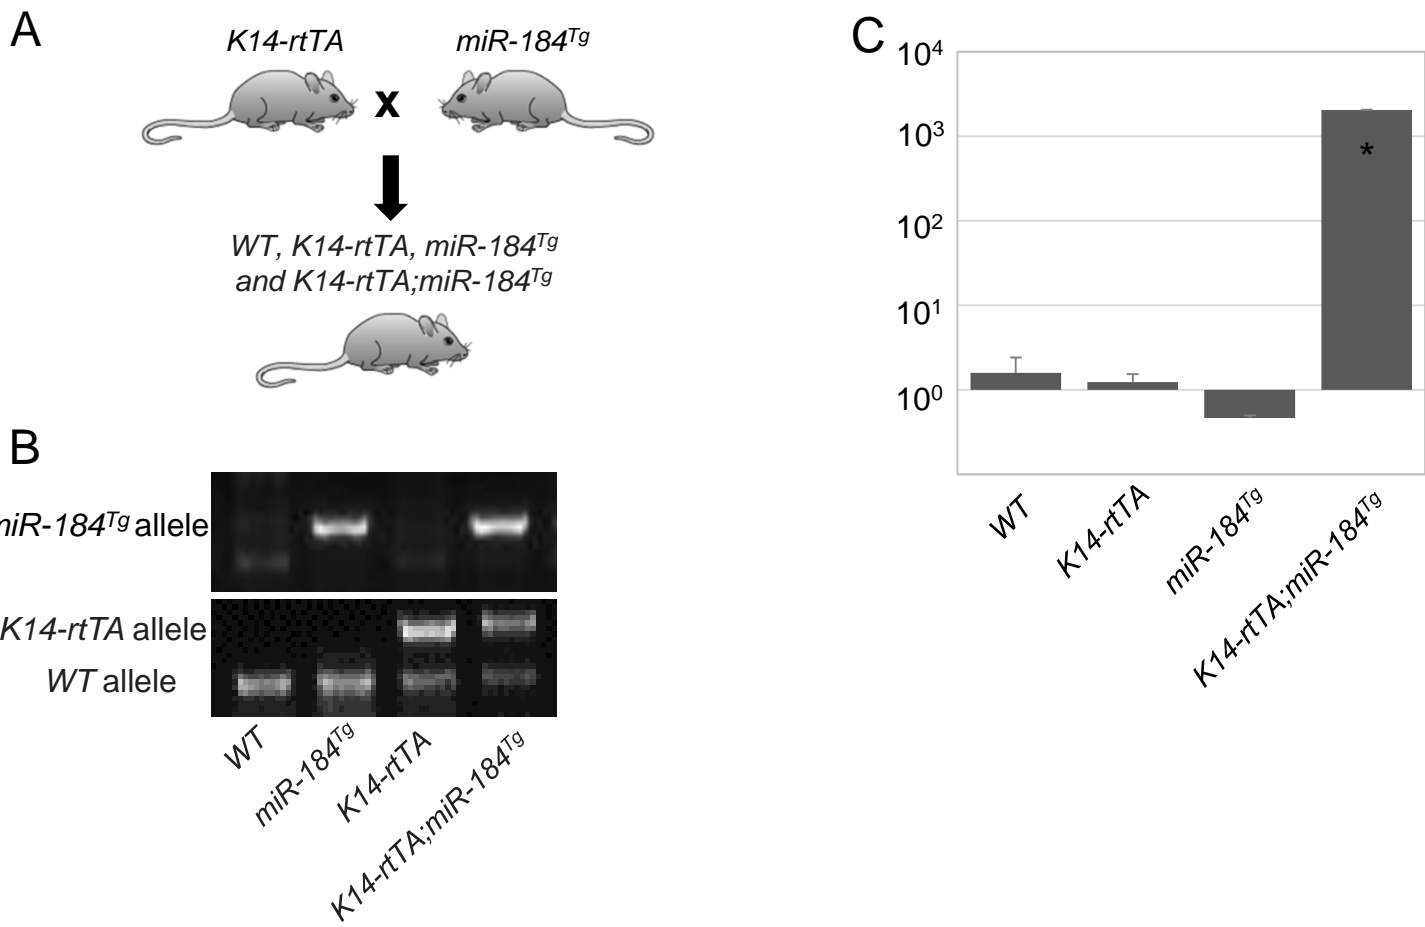 A
K14-rtTA miR-184Tg
x
WT, K14-rtTA, miR-184Tg
and K14-rtTA;miR-184Tg
B
miR-184Tg allele
K14-rtTA allele
WT allele
WT
miR-184Tg
K14-rtTA
K14-rtTA;miR-184Tg
C
10⁴
10³
*
10²
10¹
10⁰
WT
K14-rtTA
miR-184Tg
K14-rtTA;miR-184Tg